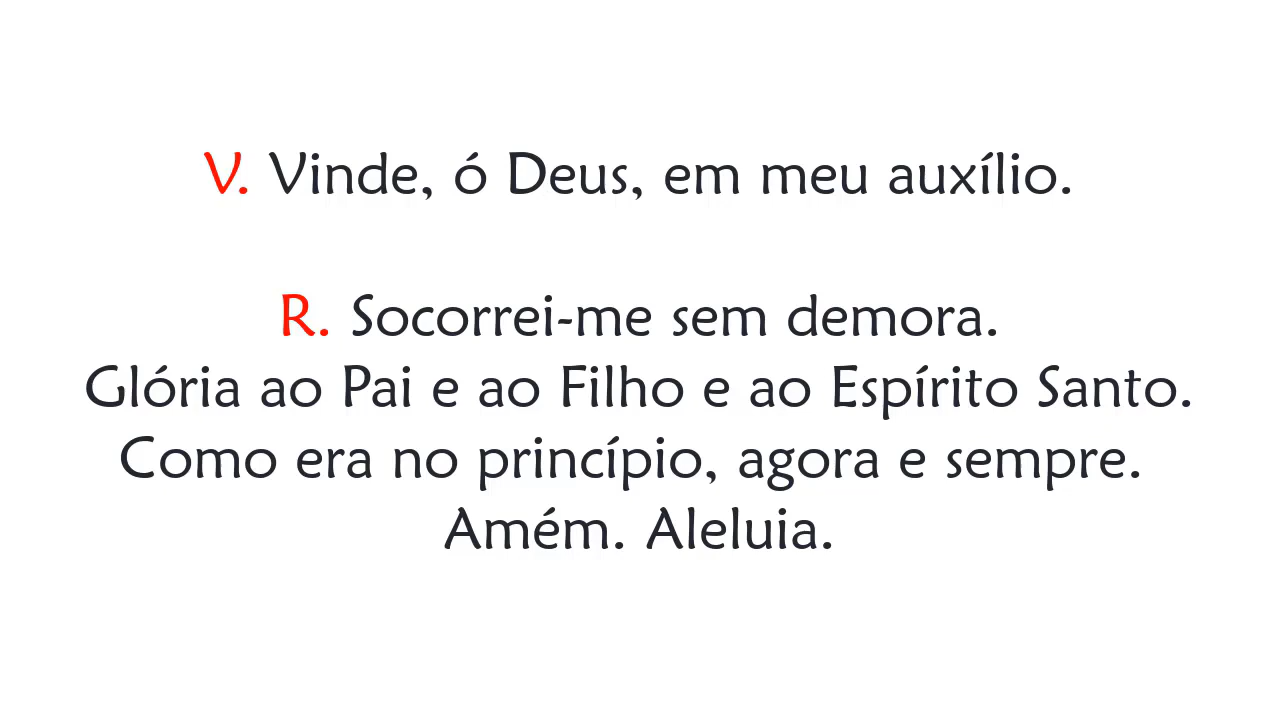 V. Vinde, ó Deus, em meu auxílio.
R. Socorrei-me sem demora.
Glória ao Pai e ao Filho e ao Espírito Santo.
Como era no princípio, agora e sempre.
Amém. Aleluia.